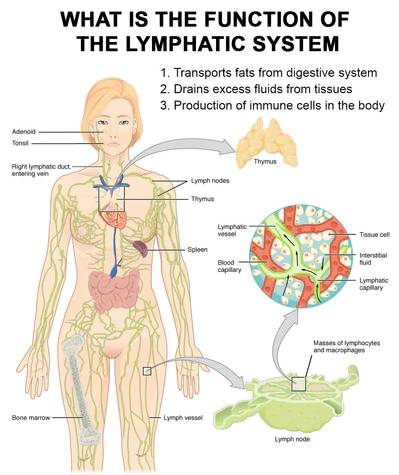 WHAT IS THE FUNCTION OF
THE LYMPHATIC SYSTEM
1. Transports fats from digestive system
2. Drains excess fluids from tissues
3. Production of immune cells in the body
Adenoid
Tonsil
Right lymphatic duct,
entering vein
Thymus
Lymph nodes
Thymus
Spleen
Lymphatic
vessel
Tissue cell
Interstitial
fluid
Blood
capillary
Lymphatic
capillary
Masses of lymphocytes
and macrophages
Bone marrow
Lymph vessel
Lymph node